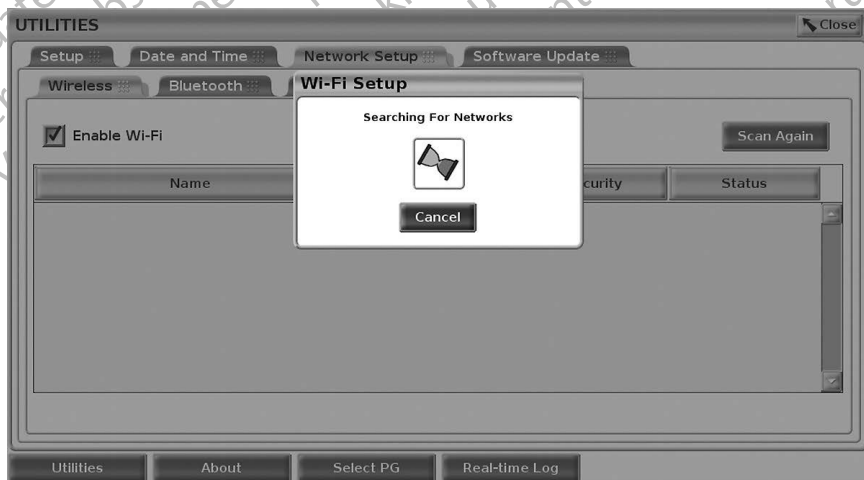 UTILITIES
Close
Setup
Date and Time
Network Setup
Software Update
Wireless
Bluetooth
Wi-Fi Setup
Searching For Networks
Enable Wi-Fi
Scan Again
Name
Status
Cancel
Utilities
About
Select PG
Real-time Log